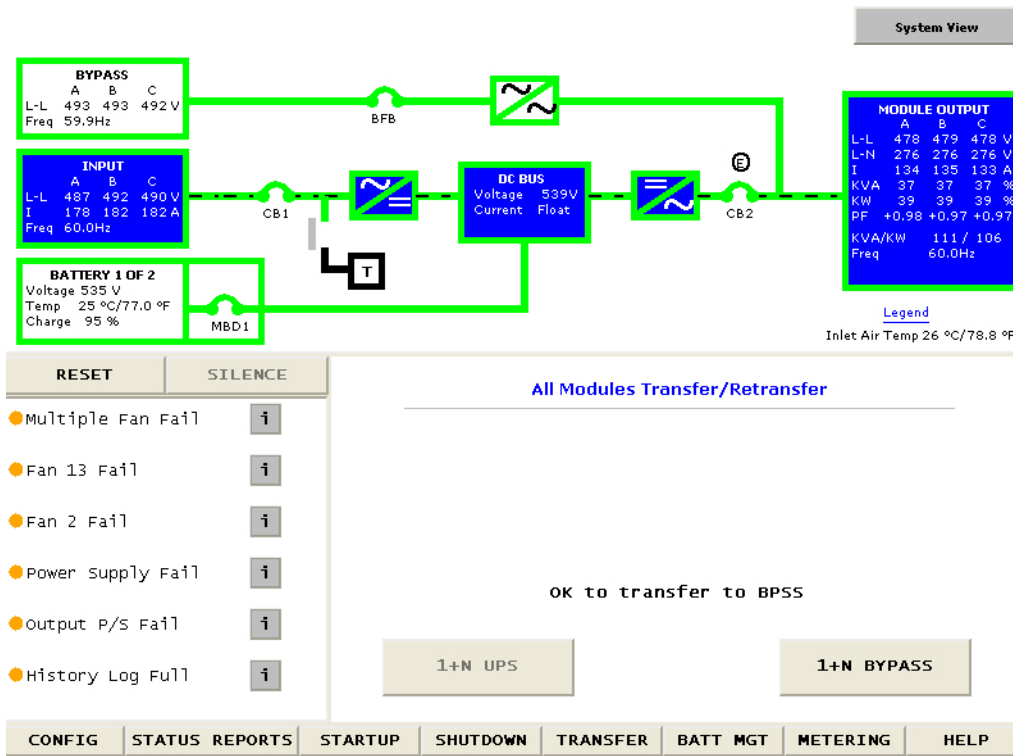 System View
BYPASS
A B C
L-L 493 493 492 V
Freq 59.9Hz
BFB
INPUT
A B C
L-L 487 492 490 V
I 178 182 182 A
Freq 60.0Hz
CB1
DC BUS
Voltage 539V
Current Float
E
CB2
MODULE OUTPUT
A B C
L-L 478 479 478 V
L-N 276 276 276 V
I 134 135 133 A
KVA 37 37 37 %
KW 39 39 39 %
PF +0.98 +0.97 +0.97
KVA/KW 111 / 106
Freq 60.0Hz
T
BATTERY 1 OF 2
Voltage 535 V
Temp 25 ºC/77.0 ºF
Charge 95 %
MBD1
Legend
Inlet Air Temp 26 ºC/78.8 ºF
RESET
SILENCE
Multiple Fan Fail i
Fan 13 Fail i
Fan 2 Fail i
Power Supply Fail i
Output P/S Fail i
History Log Full i
All Modules Transfer/Retransfer
OK to transfer to BPSS
1+N UPS
1+N BYPASS
CONFIG
STATUS REPORTS
STARTUP
SHUTDOWN
TRANSFER
BATT MGT
METERING
HELP